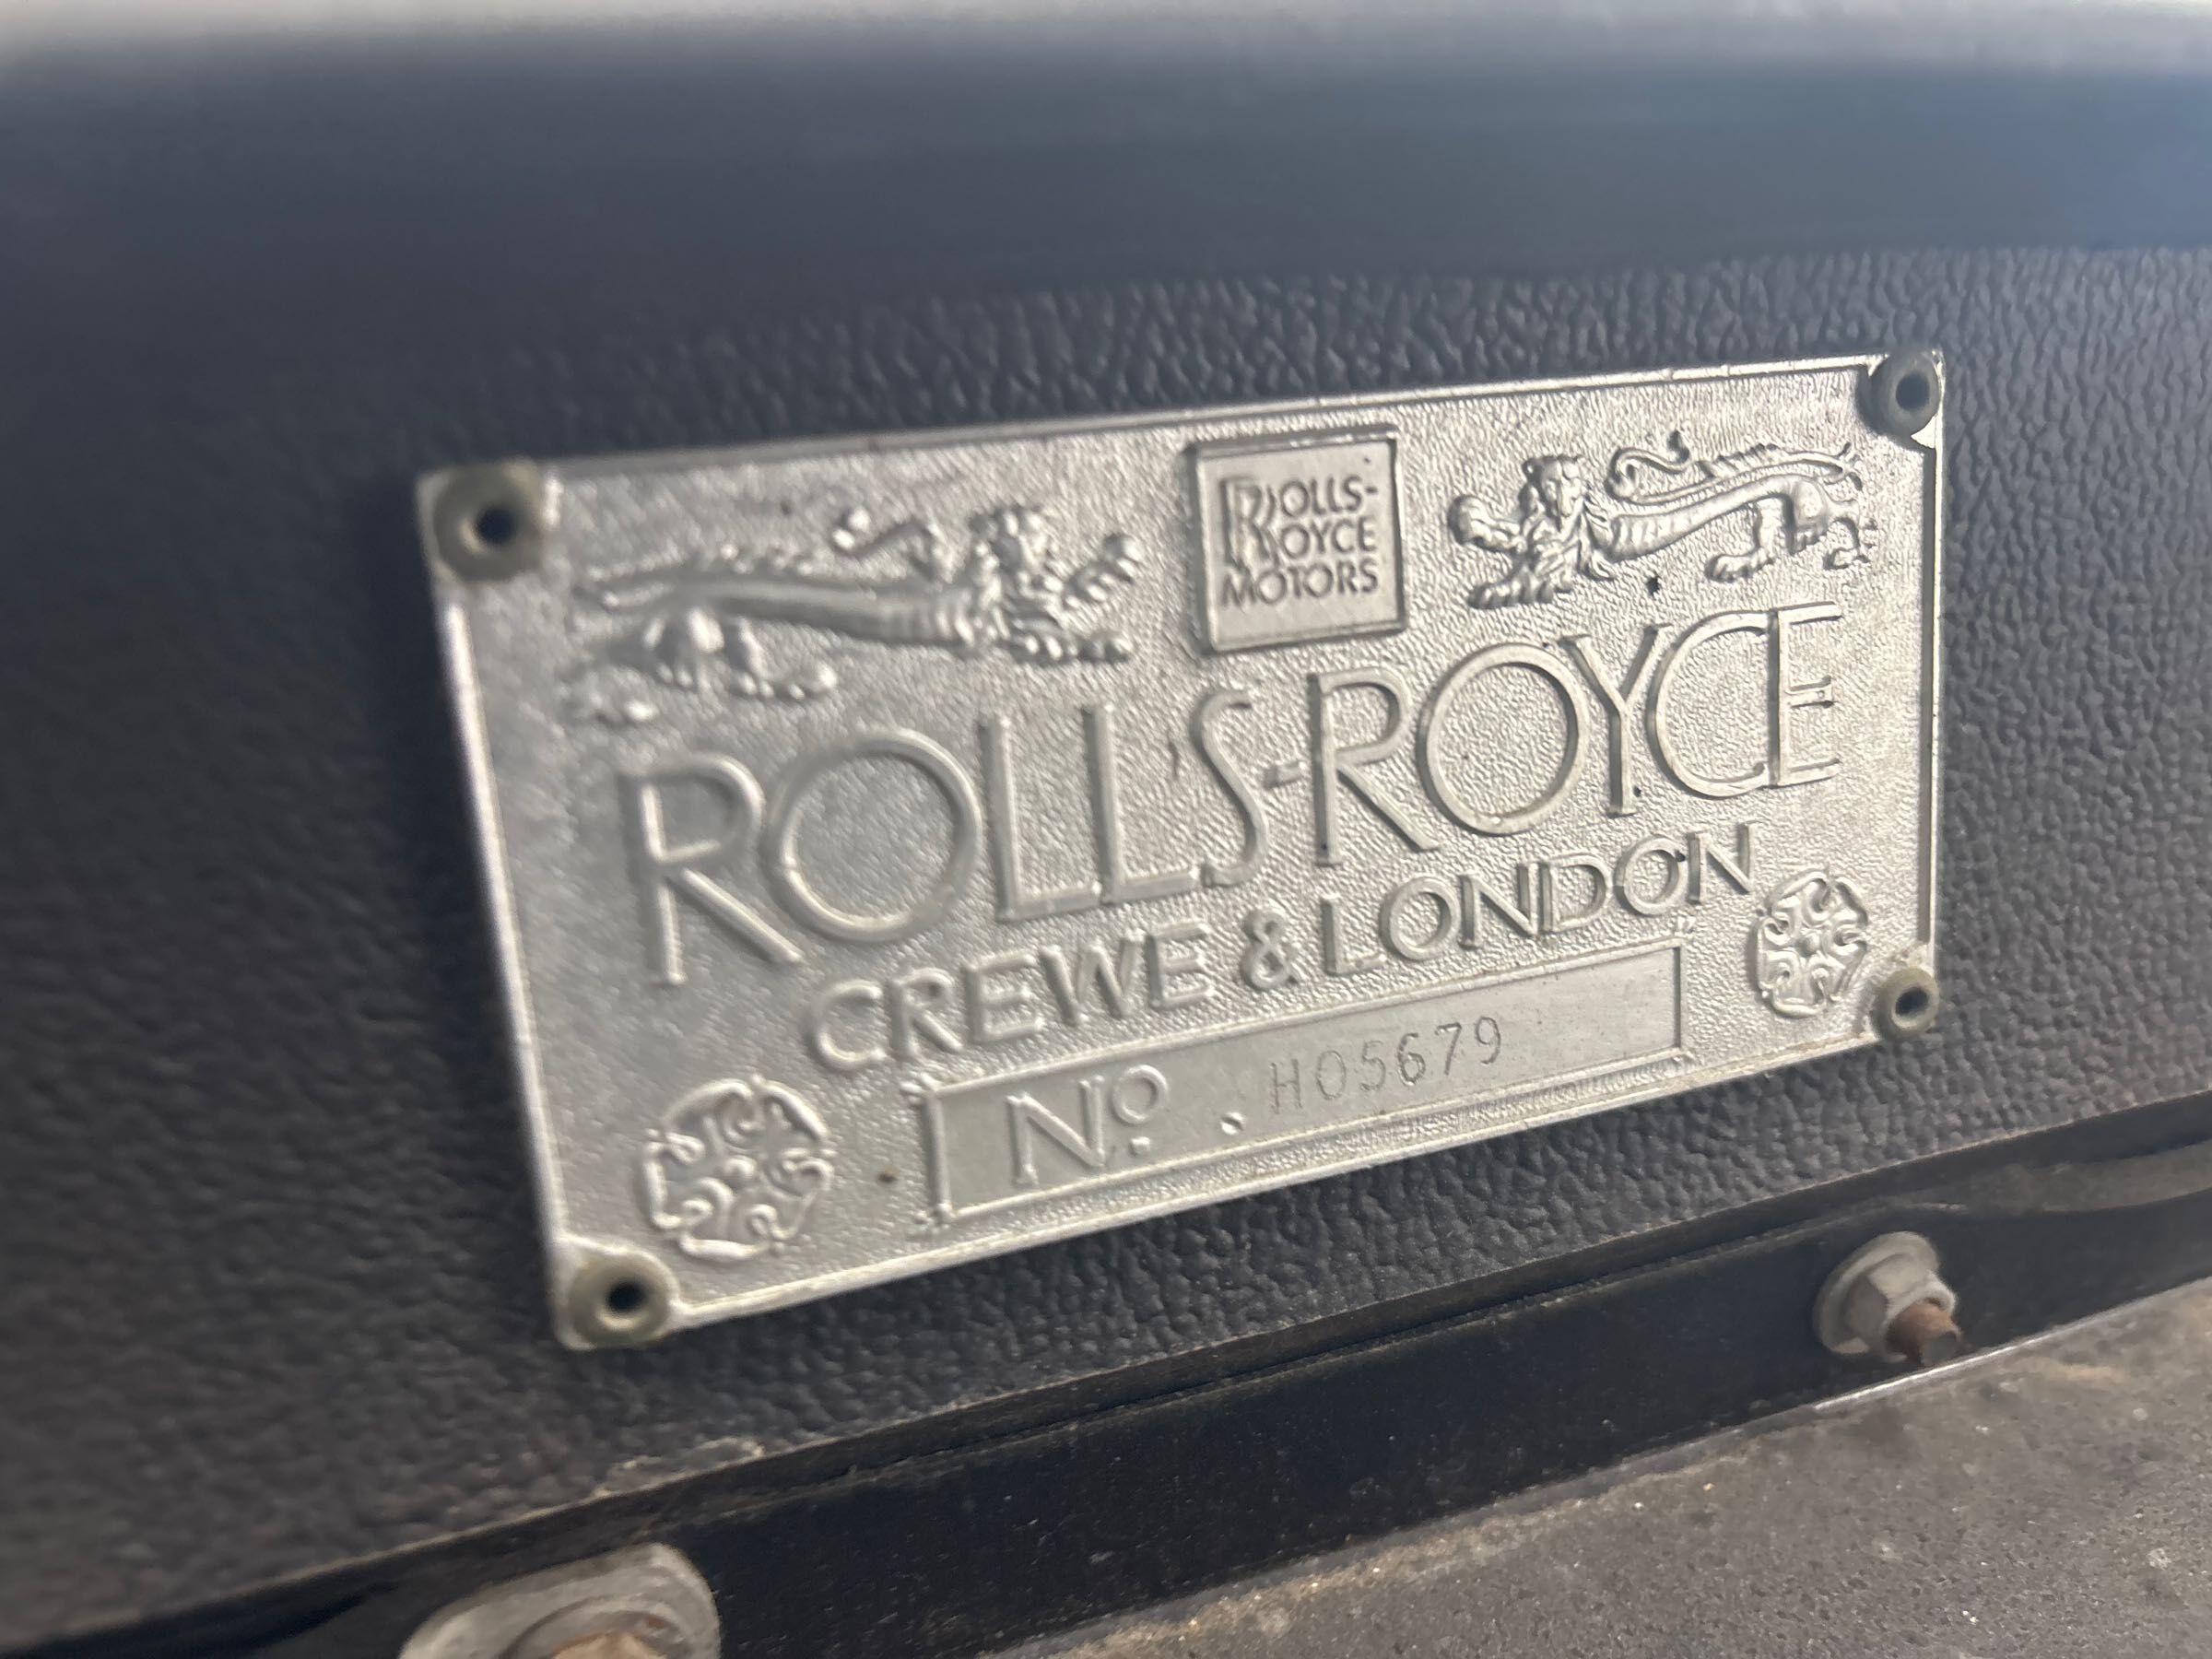 ROLLS-
ROYCE
MOTORS
ROLLS-ROYCE
CREWE & LONDON
No. H05679